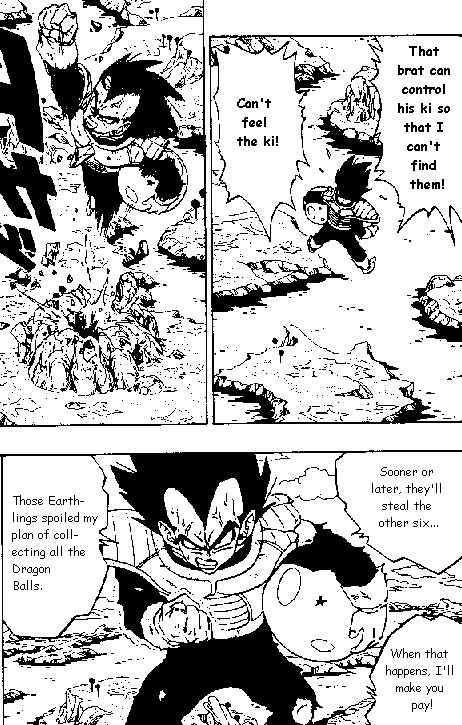 Can't
feel
the ki!
That
brat can
control
his ki so
that I
can't
find
them!
Those Earth-
lings spoiled my
plan of coll-
ecting all the
Dragon
Balls.
Sooner or
later, they'll
steal the
other six...
When that
happens, I'll
make you
pay!